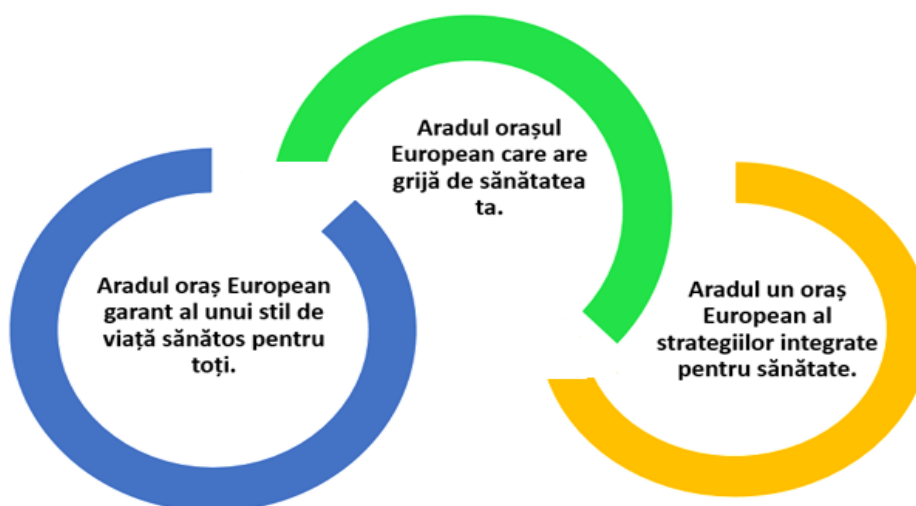 Aradul orașul
European care are
grijă de sănătatea
ta.
Aradul oraș European
garant al unui stil de
viață sănătos pentru
toți.
Aradul un oraș
European al
strategiilor integrate
pentru sănătate.